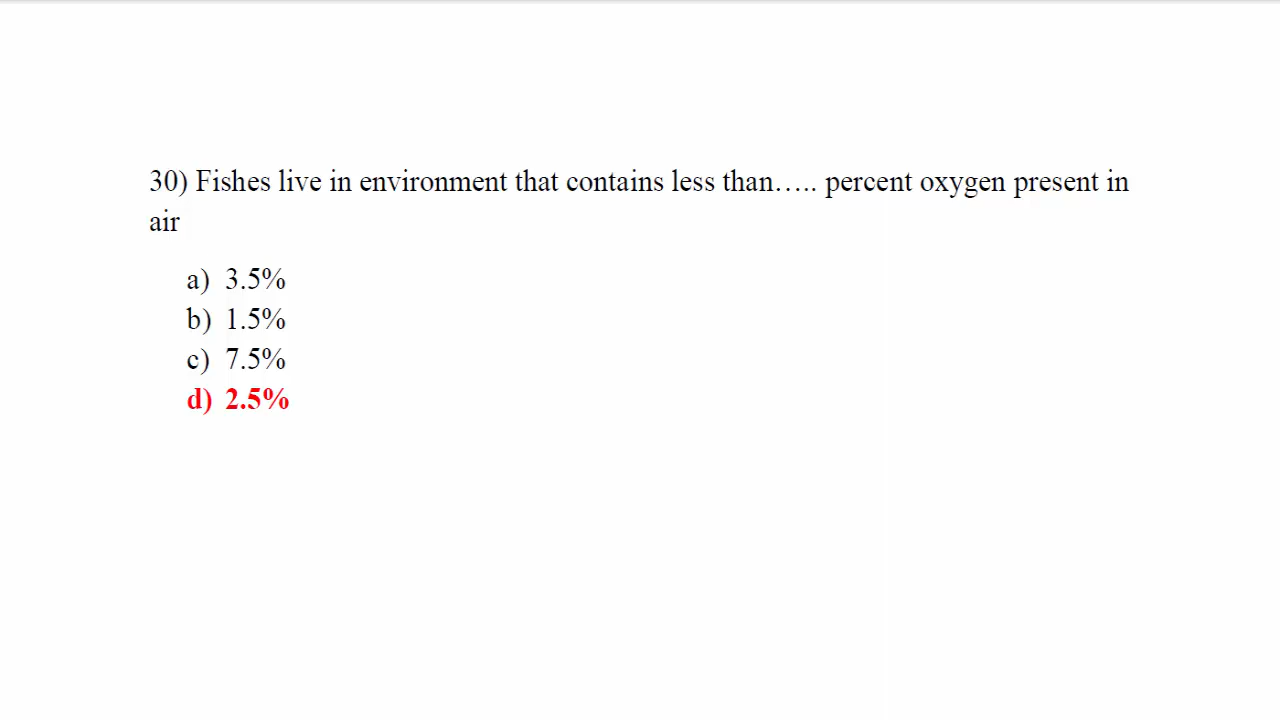 30) Fishes live in environment that contains less than….. percent oxygen present in
air
a) 3.5%
b) 1.5%
c) 7.5%
d) 2.5%